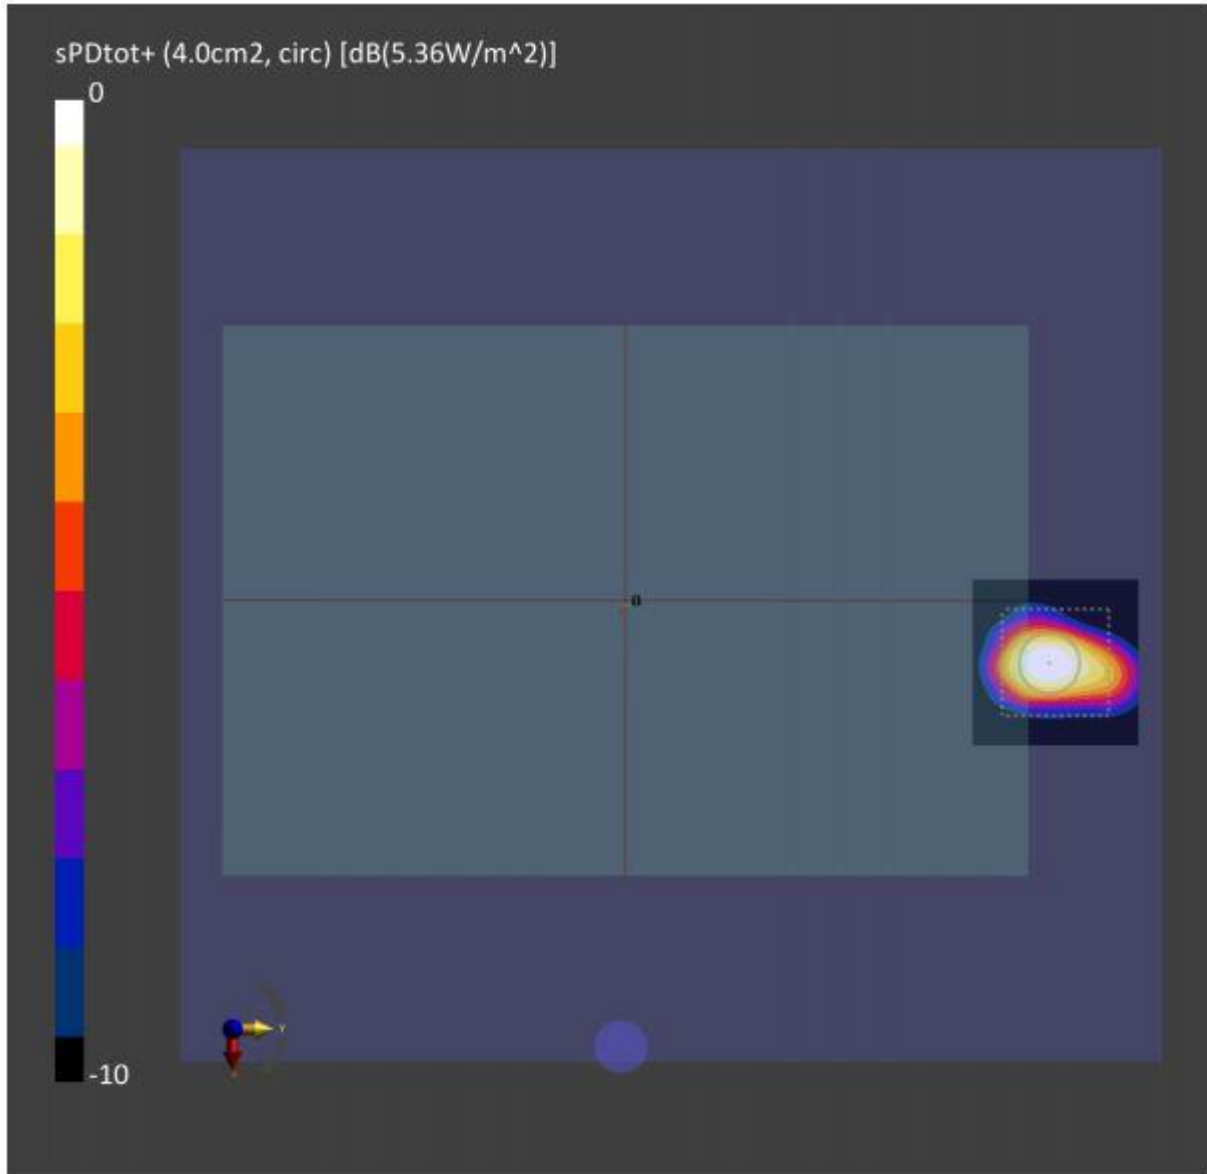 sPDtot+ (4.0cm2, circ) [dB(5.36W/m^2)]
0
-10
Y